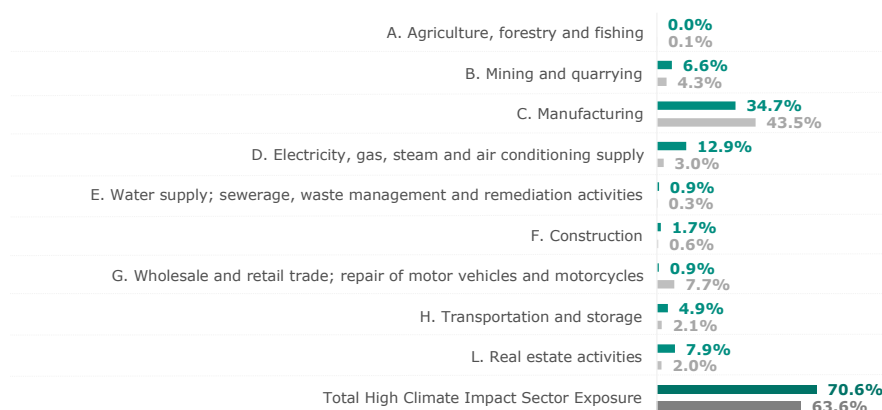 A. Agriculture, forestry and fishing
0.0%
0.1%
B. Mining and quarrying
6.6%
4.3%
C. Manufacturing
34.7%
43.5%
D. Electricity, gas, steam and air conditioning supply
12.9%
3.0%
E. Water supply; sewerage, waste management and remediation activities
0.9%
0.3%
F. Construction
1.7%
0.6%
G. Wholesale and retail trade; repair of motor vehicles and motorcycles
0.9%
7.7%
H. Transportation and storage
4.9%
2.1%
L. Real estate activities
7.9%
2.0%
Total High Climate Impact Sector Exposure
70.6%
63.6%